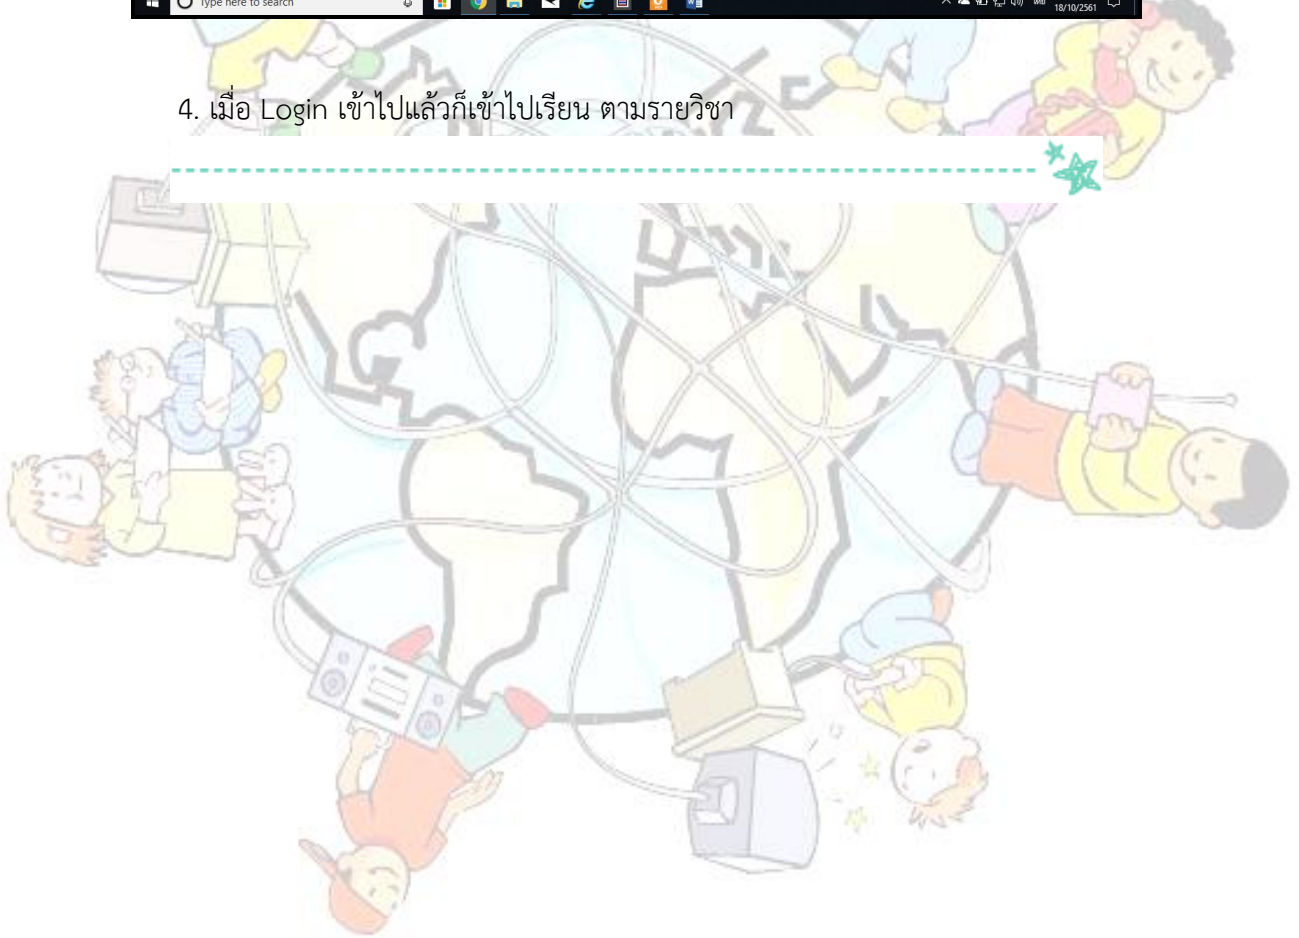 Type here to search
18/10/2561
4. เมื่อ Login เข้าไปแล้วก็เข้าไปเรียน ตามรายวิชา